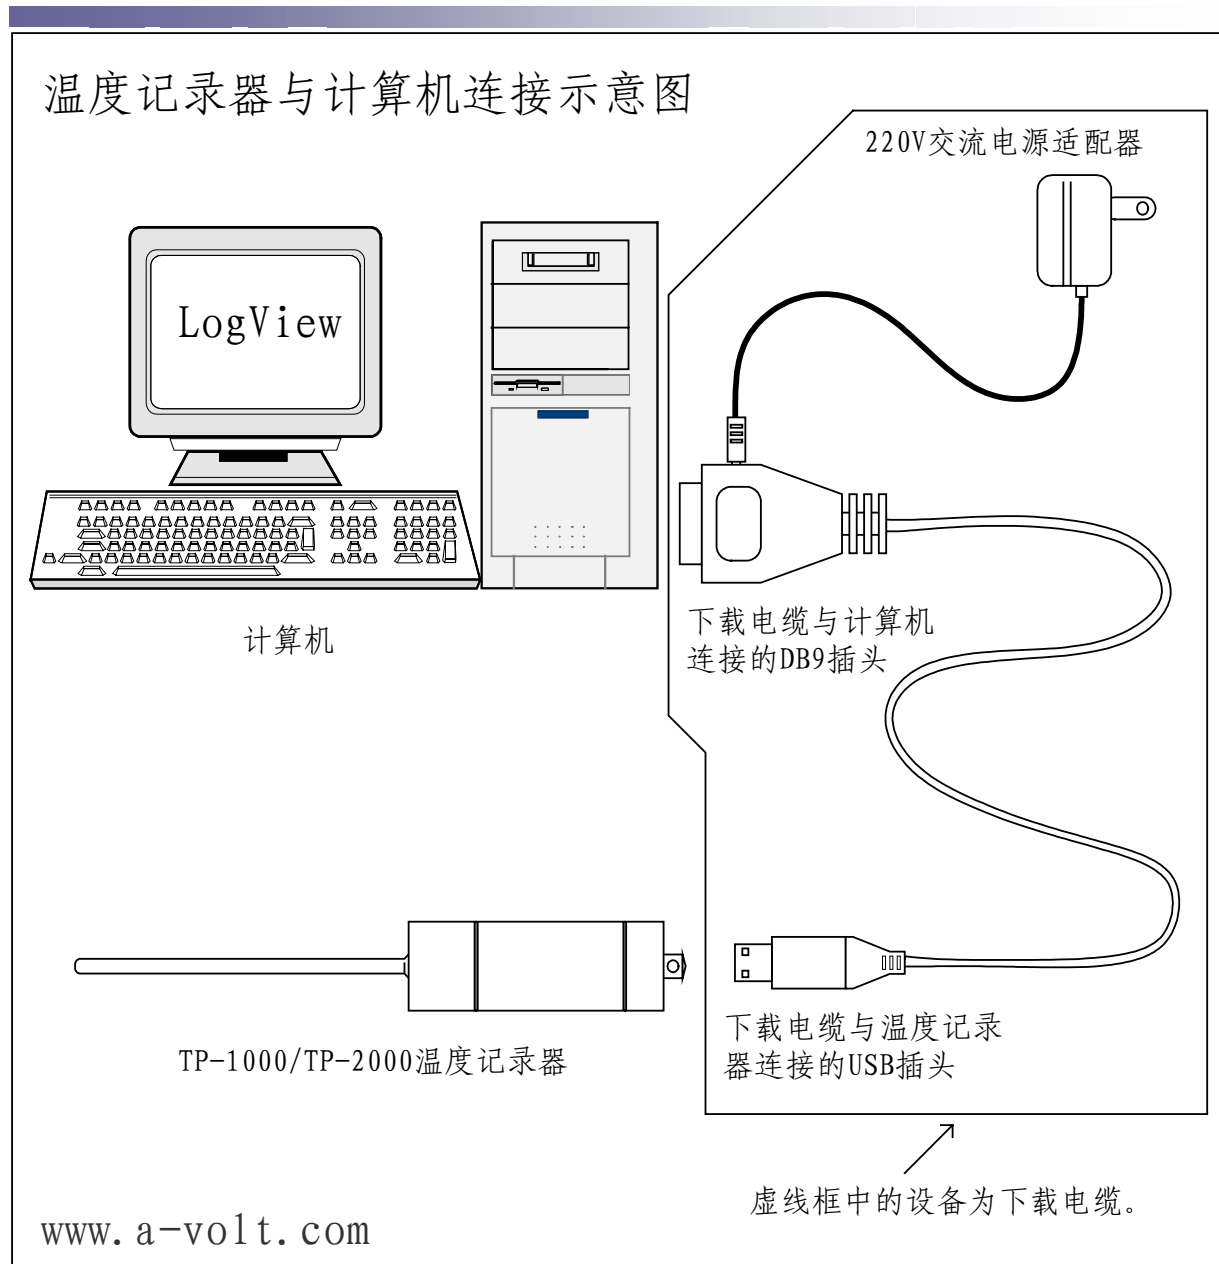 温度记录器与计算机连接示意图
220V交流电源适配器
LogView
计算机
下载电缆与计算机
连接的DB9插头
TP-1000/TP-2000温度记录器
下载电缆与温度记录
器连接的USB插头
虚线框中的设备为下载电缆。
www.a-volt.com